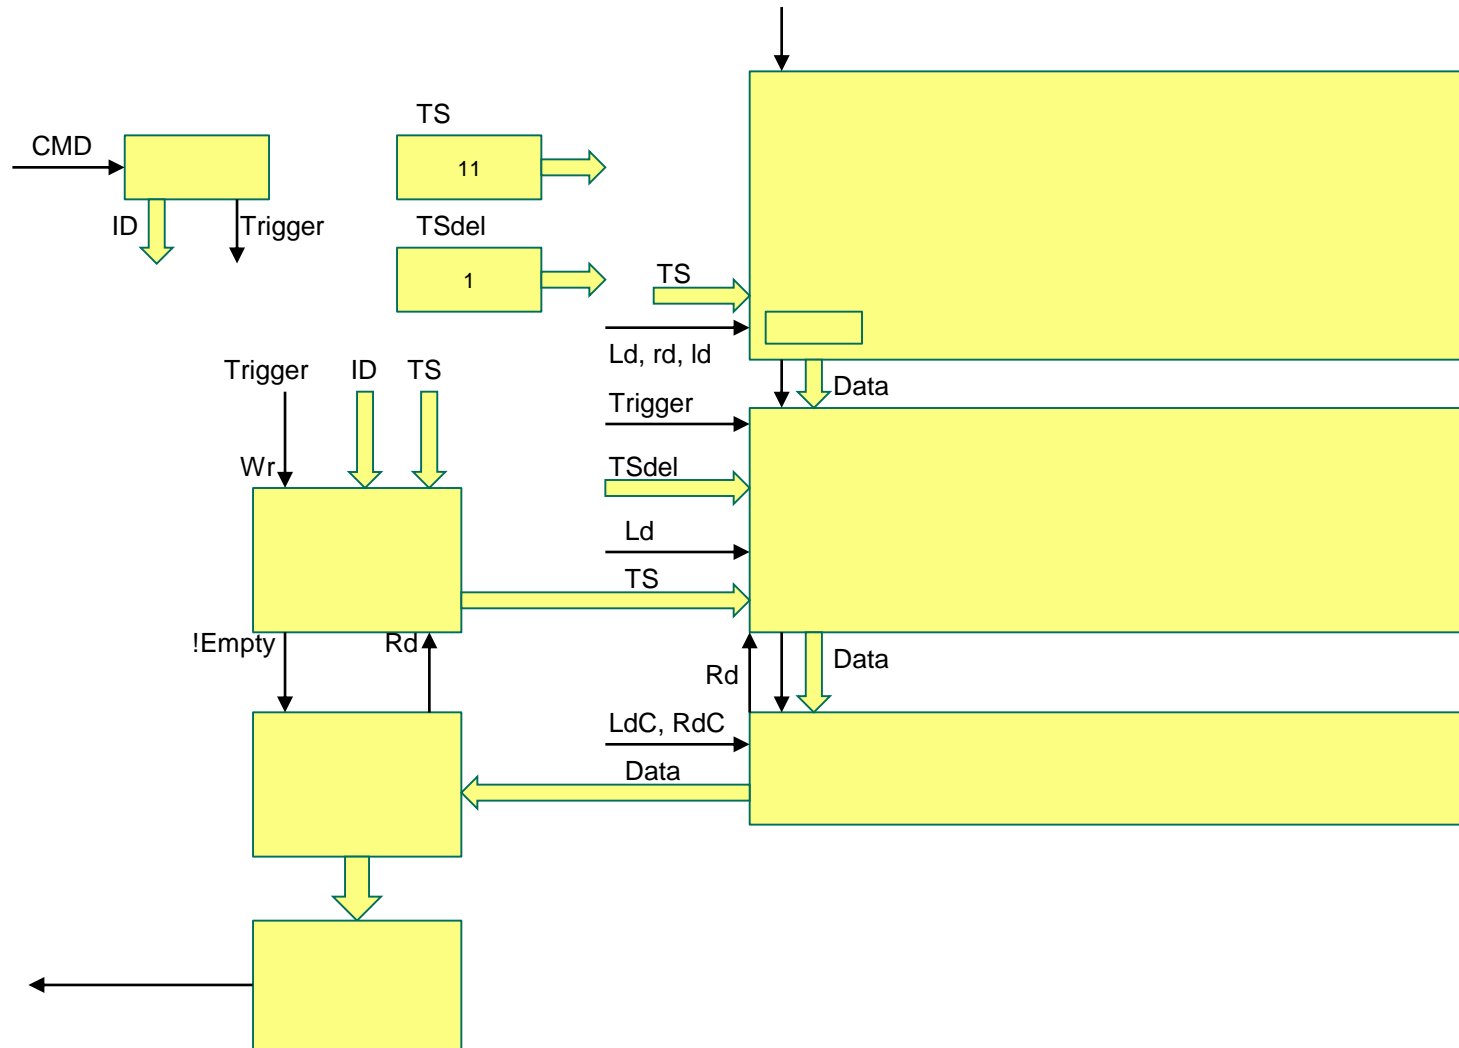 TS
CMD
11
ID
Trigger
TSdel
1
TS
Ld, rd, ld
Trigger
ID
TS
Data
Trigger
Wr
TSdel
Ld
TS
!Empty
Rd
Rd
Data
LdC, RdC
Data